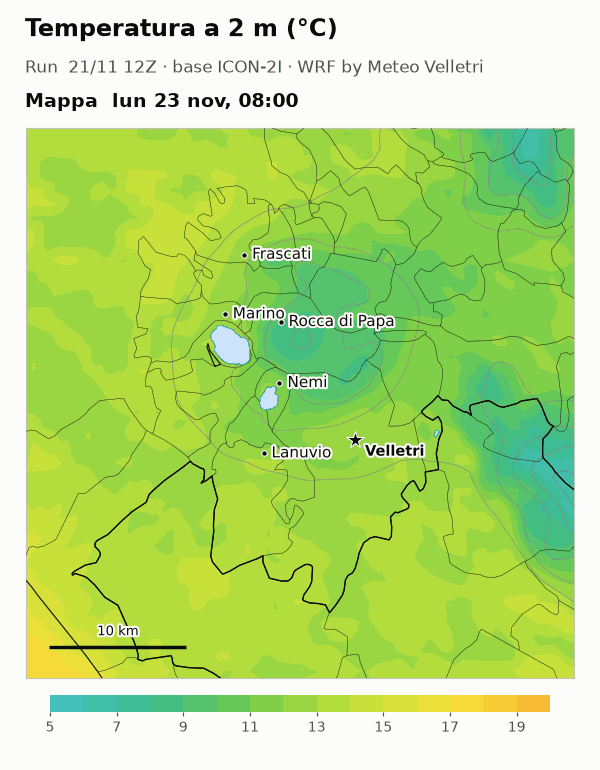 Temperatura a 2 m (°C)
Run  21/11 12Z · base ICON-2I · WRF by Meteo Velletri
Mappa  lun 23 nov, 08:00
Frascati
Marino
Rocca di Papa
Nemi
Velletri
Lanuvio
10 km
5 7 9 11 13 15 17 19